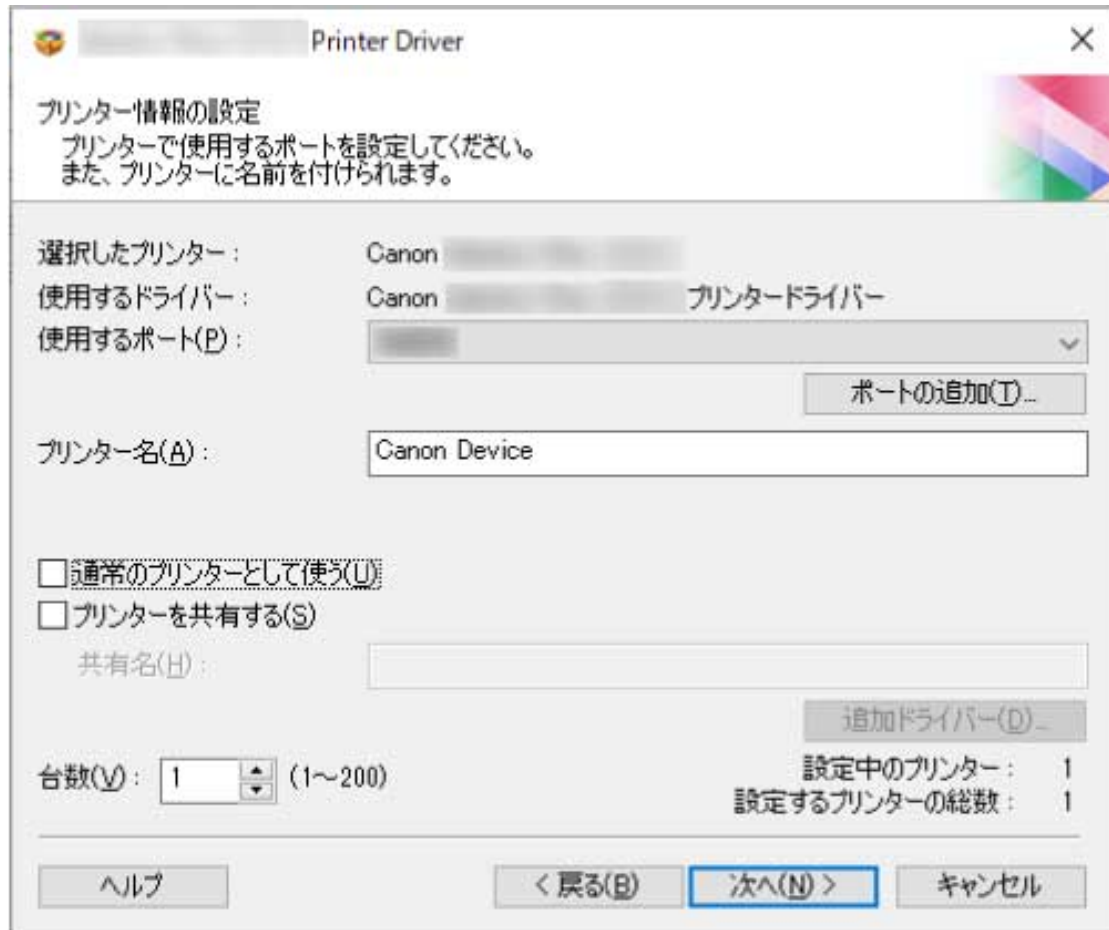 Printer Driver
プリンター情報の設定
プリンターで使用するポートを設定してください。
また、プリンターに名前を付けられます。
選択したプリンター： Canon
使用するドライバー： Canon プリンタードライバー
使用するポート(P)：
ポートの追加(T)...
プリンター名(A)： Canon Device
通常のプリンターとして使う(U)
プリンターを共有する(S)
共有名(H)：
追加ドライバー(D)...
台数(V)： 1 (1～200)
設定中のプリンター： 1
設定するプリンターの総数： 1
ヘルプ < 戻る(B) 次へ(N) > キャンセル